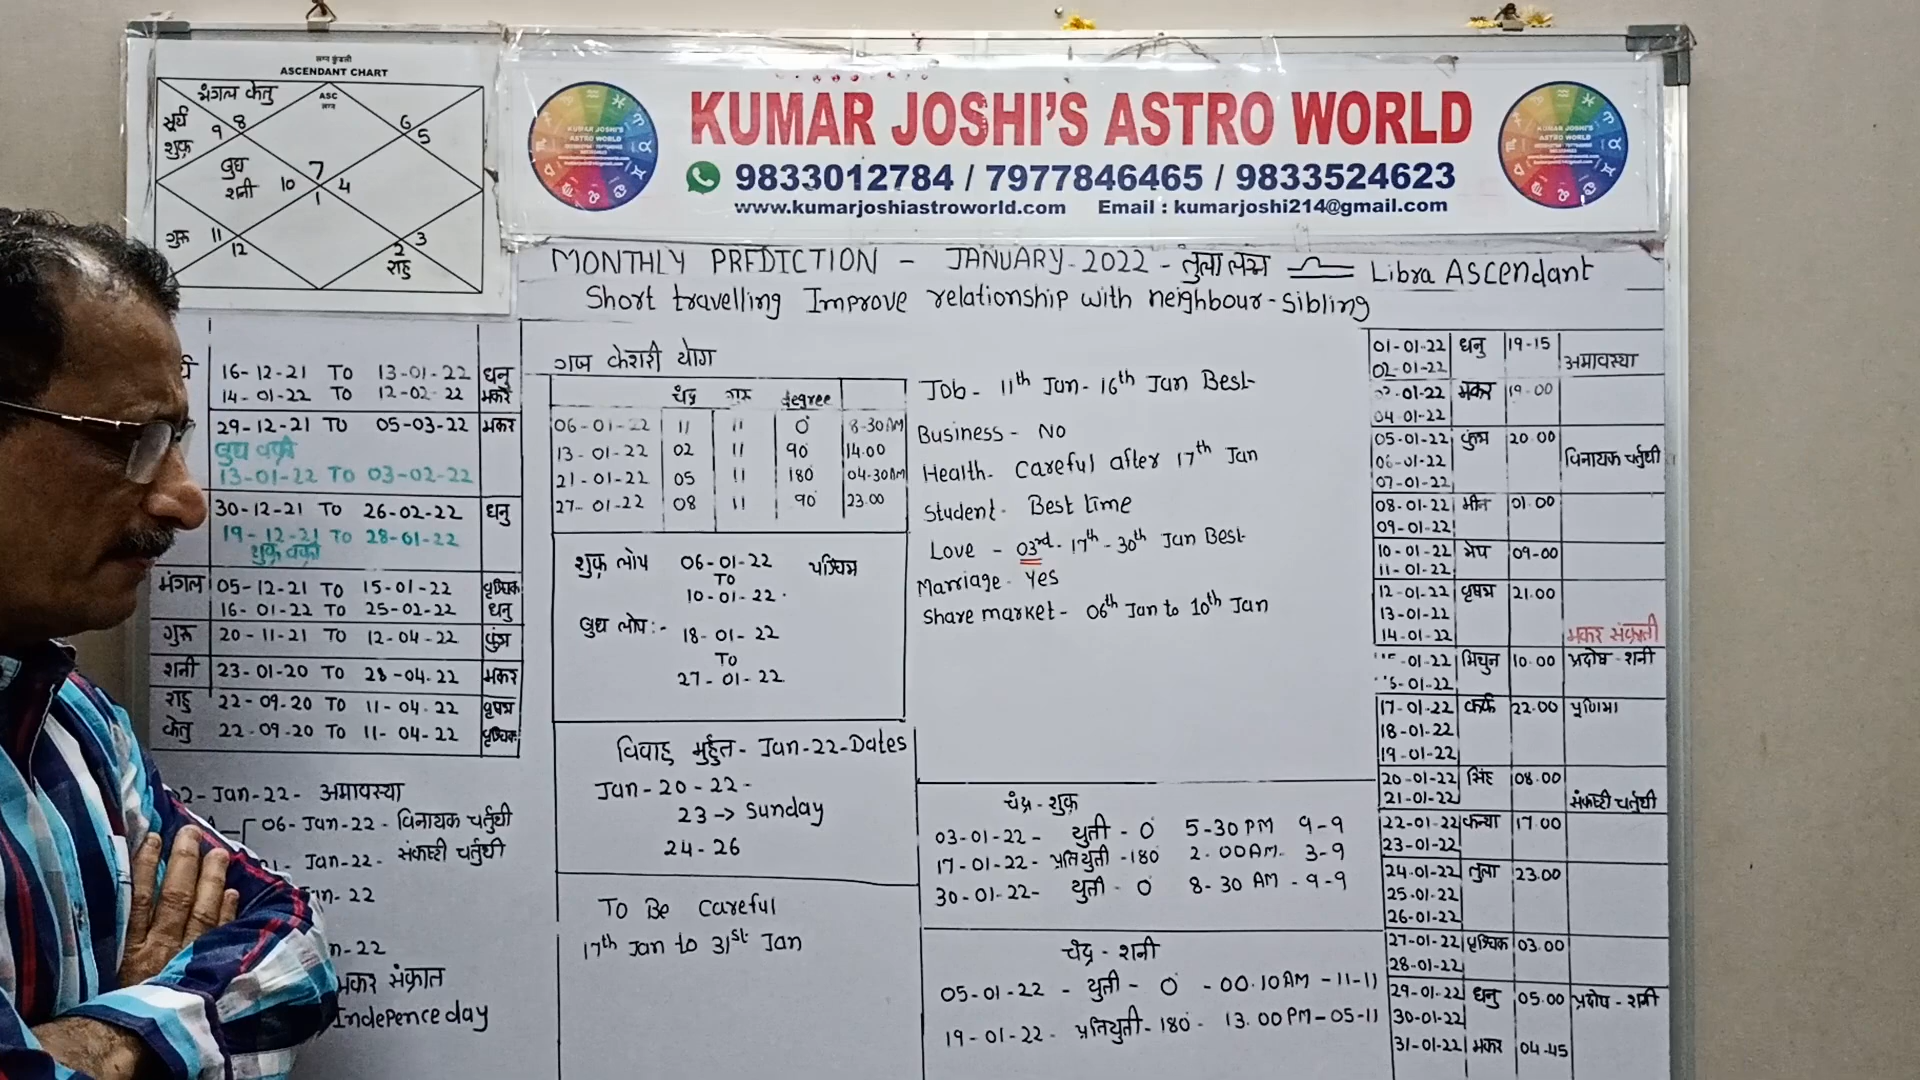 लग्न कुंडली
ASCENDANT CHART
मंगल केतु
ASC
लग्न
सूर्य
शुक्र
9 8
6
5
बुध
शनी
10
7
4
1
गुरु 11
12
3
2
राहु
KUMAR JOSHI'S ASTRO WORLD
9833012784 / 7977846465 / 9833524623
www.kumarjoshiastroworld.com Email : kumarjoshi214@gmail.com
MONTHLY PREDICTION - JANUARY-2022 - तुला लग्न ♎ Libra Ascendant
Short travelling Improve relationship with neighbour-sibling
16-12-21 TO 13-01-22 धनु
14-01-22 TO 12-02-22 मकर
29-12-21 TO 05-03-22 मकर
बुध वक्री
13-01-22 TO 03-02-22
30-12-21 TO 26-02-22 धनु
19-12-21 TO 28-01-22
शुक्र वक्री
मंगल 05-12-21 TO 15-01-22 वृश्चिक
16-01-22 TO 25-02-22 धनु
गुरु 20-11-21 TO 12-04-22 कुंभ
शनी 23-01-20 TO 28-04-22 मकर
राहु 22-09-20 TO 11-04-22 वृषभ
केतु 22-09-20 TO 11-04-22 वृश्चिक
02-Jan-22- अमावस्या
06-Jan-22- विनायक चर्तुथी
Jan-22- संकष्टी चर्तुथी
22
22
मकर संक्रात
Indepence day
गज केशरी योग
चंद्र गुरु degree
06-01-22 11 11 0° 8-30AM
13-01-22 02 11 90° 14.00
21-01-22 05 11 180° 04-30AM
27-01-22 08 11 90° 23.00
शुक्र लोप 06-01-22 पश्चिम
TO
10-01-22.
बुध लोप:- 18-01-22
TO
27-01-22
विवाह मुर्हुत- Jan-22-Dates
Jan-20-22-
23 -> Sunday
24-26
To Be Careful
17th Jan to 31st Jan
Job - 11th Jan - 16th Jan Best
Business - NO
Health- Careful after 17th Jan
Student- Best time
Love - 03rd- 17th- 30th Jan Best
Marriage- Yes
Share market- 06th Jan to 10th Jan
चंद्र-शुक्र
03-01-22- युती - 0° 5-30PM 9-9
17-01-22- प्रतियुती -180° 2.00AM- 3-9
30-01-22- युती - 0° 8-30 AM - 9-9
चंद्र - शनी
05-01-22 - युती - 0° - 00.10AM - 11-11
19-01-22 - प्रतियुती - 180° - 13.00PM-05-11
01-01-22 धनु 19-15
02-01-22 अमावस्या
-01-22 मकर 19.00
04-01-22
05-01-22 कुंभ 20.00
06-01-22 विनायक चर्तुथी
07-01-22
08-01-22 मीन 01.00
09-01-22
10-01-22 मेष 09-00
11-01-22
12-01-22 वृषभ 21.00
13-01-22
14-01-22 मकर संक्राती
-01-22 मिथुन 10.00 प्रदोष-शनी
-01-22
17-01-22 कर्क 22.00 पूर्णिमा
18-01-22
19-01-22
20-01-22 सिंह 08.00
21-01-22 संकष्टी चर्तुथी
22-01-22 कन्या 17.00
23-01-22
24-01-22 तुला 23.00
25-01-22
26-01-22
27-01-22 वृश्चिक 03.00
28-01-22
29-01-22 धनु 05.00 प्रदोष-शनी
30-01-22
31-01-22 मकर 04-45